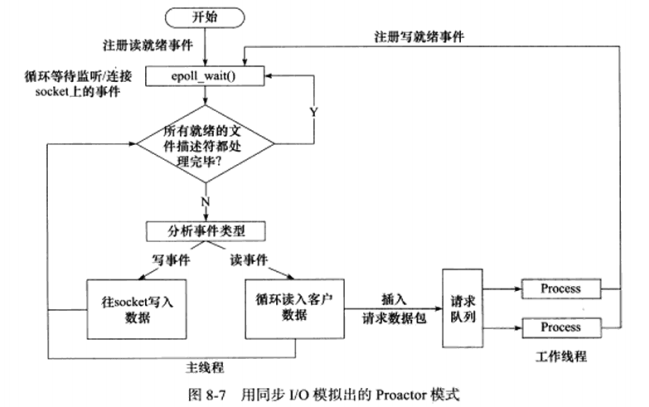 开始
注册读就绪事件
注册写就绪事件
循环等待监听/连接
socket上的事件
epoll_wait()
Y
所有就绪的文
件描述符都处
理完毕?
N
分析事件类型
写事件
读事件
往socket写入
数据
循环读入客户
数据
插入
请求数据包
请求
队列
Process
Process
主线程
工作线程
图 8-7 用同步 I/O 模拟出的 Proactor 模式